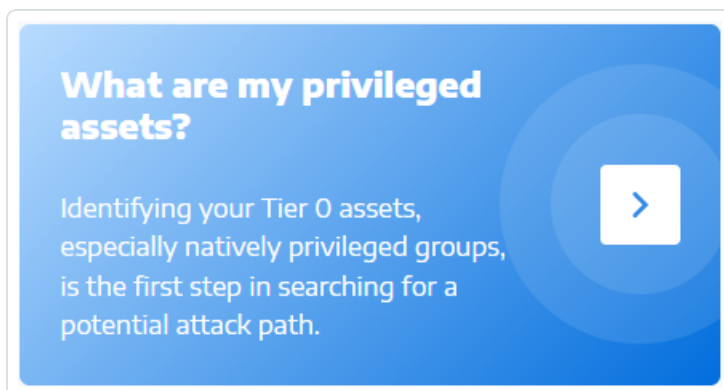 What are my privileged
assets?
Identifying your Tier 0 assets,
especially natively privileged groups,
is the first step in searching for a
potential attack path.